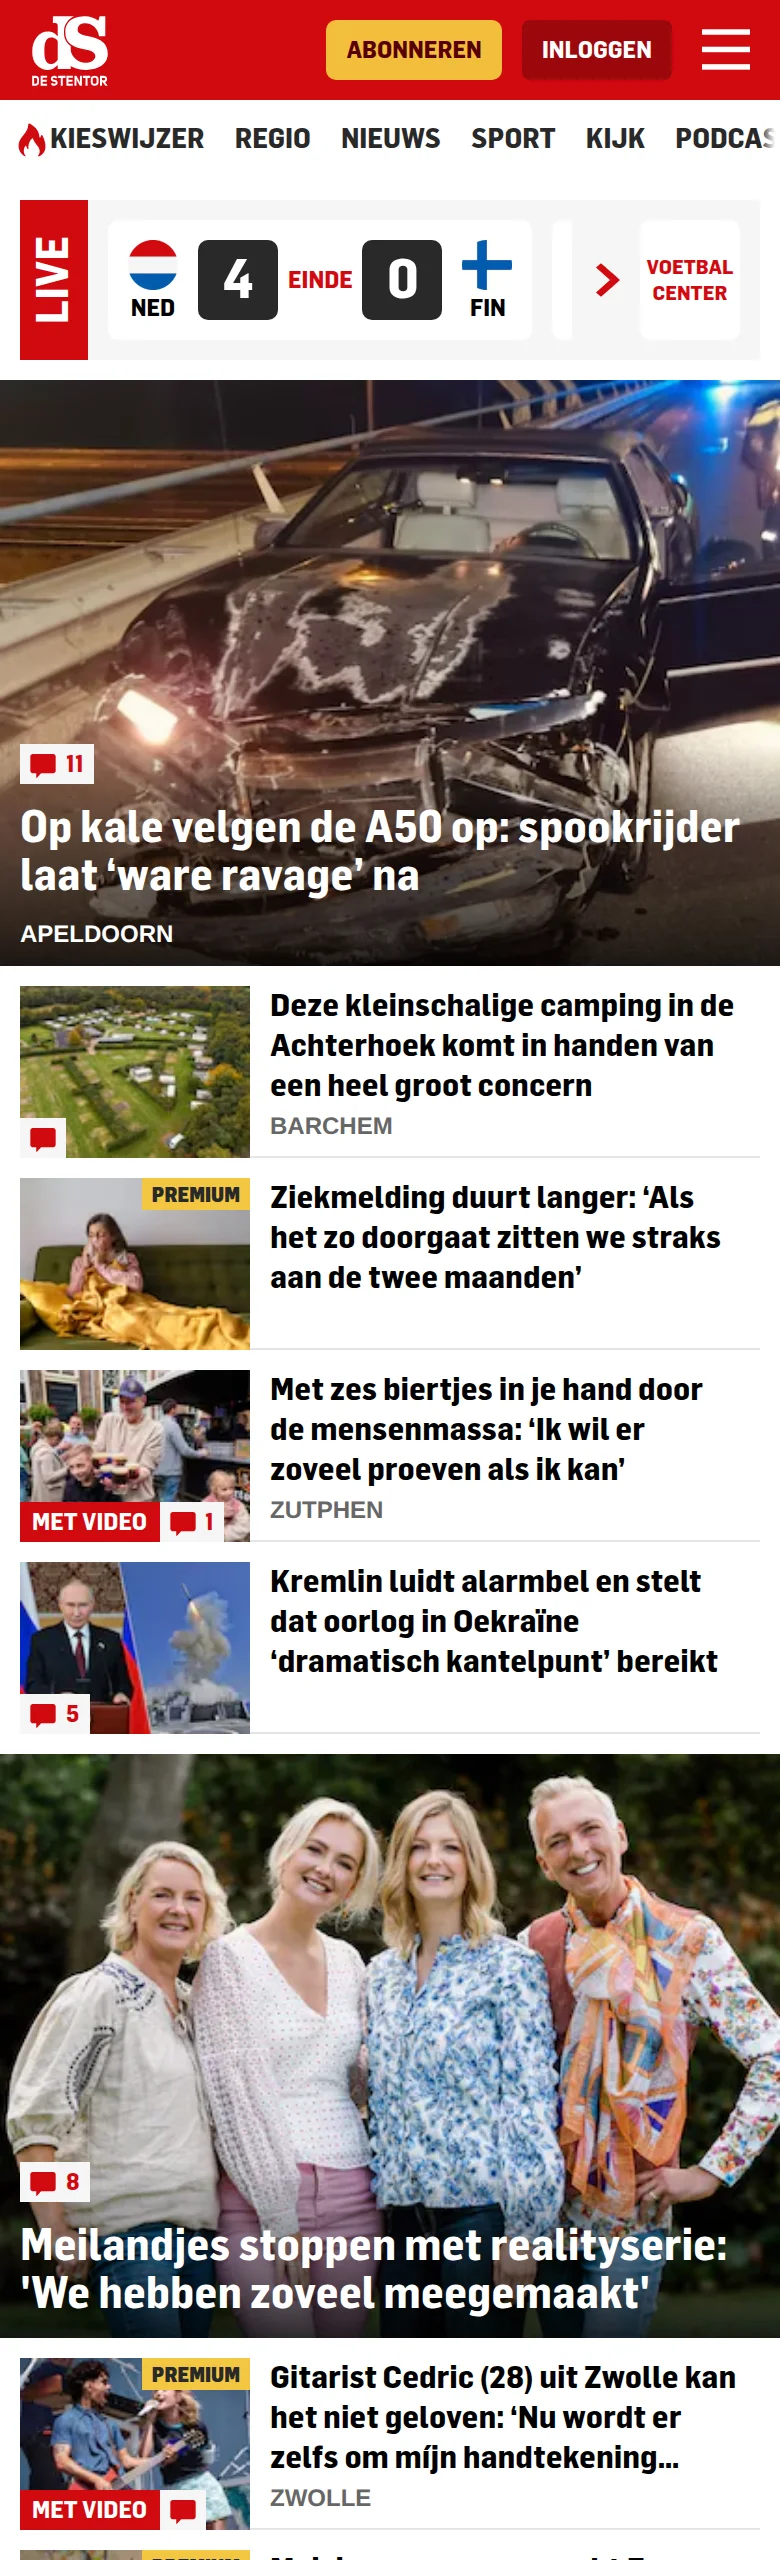 dS
DE STENTOR
ABONNEREN
INLOGGEN
KIESWIJZER REGIO NIEUWS SPORT KIJK PODCAS
LIVE
NED
4
EINDE
0
FIN
VOETBAL
CENTER
11
Op kale velgen de A50 op: spookrijder
laat ‘ware ravage’ na
APELDOORN
Deze kleinschalige camping in de
Achterhoek komt in handen van
een heel groot concern
BARCHEM
PREMIUM
Ziekmelding duurt langer: ‘Als
het zo doorgaat zitten we straks
aan de twee maanden’
MET VIDEO
1
Met zes biertjes in je hand door
de mensenmassa: ‘Ik wil er
zoveel proeven als ik kan’
ZUTPHEN
5
Kremlin luidt alarmbel en stelt
dat oorlog in Oekraïne
‘dramatisch kantelpunt’ bereikt
8
Meilandjes stoppen met realityserie:
'We hebben zoveel meegemaakt'
PREMIUM
MET VIDEO
Gitarist Cedric (28) uit Zwolle kan
het niet geloven: ‘Nu wordt er
zelfs om míjn handtekening...
ZWOLLE